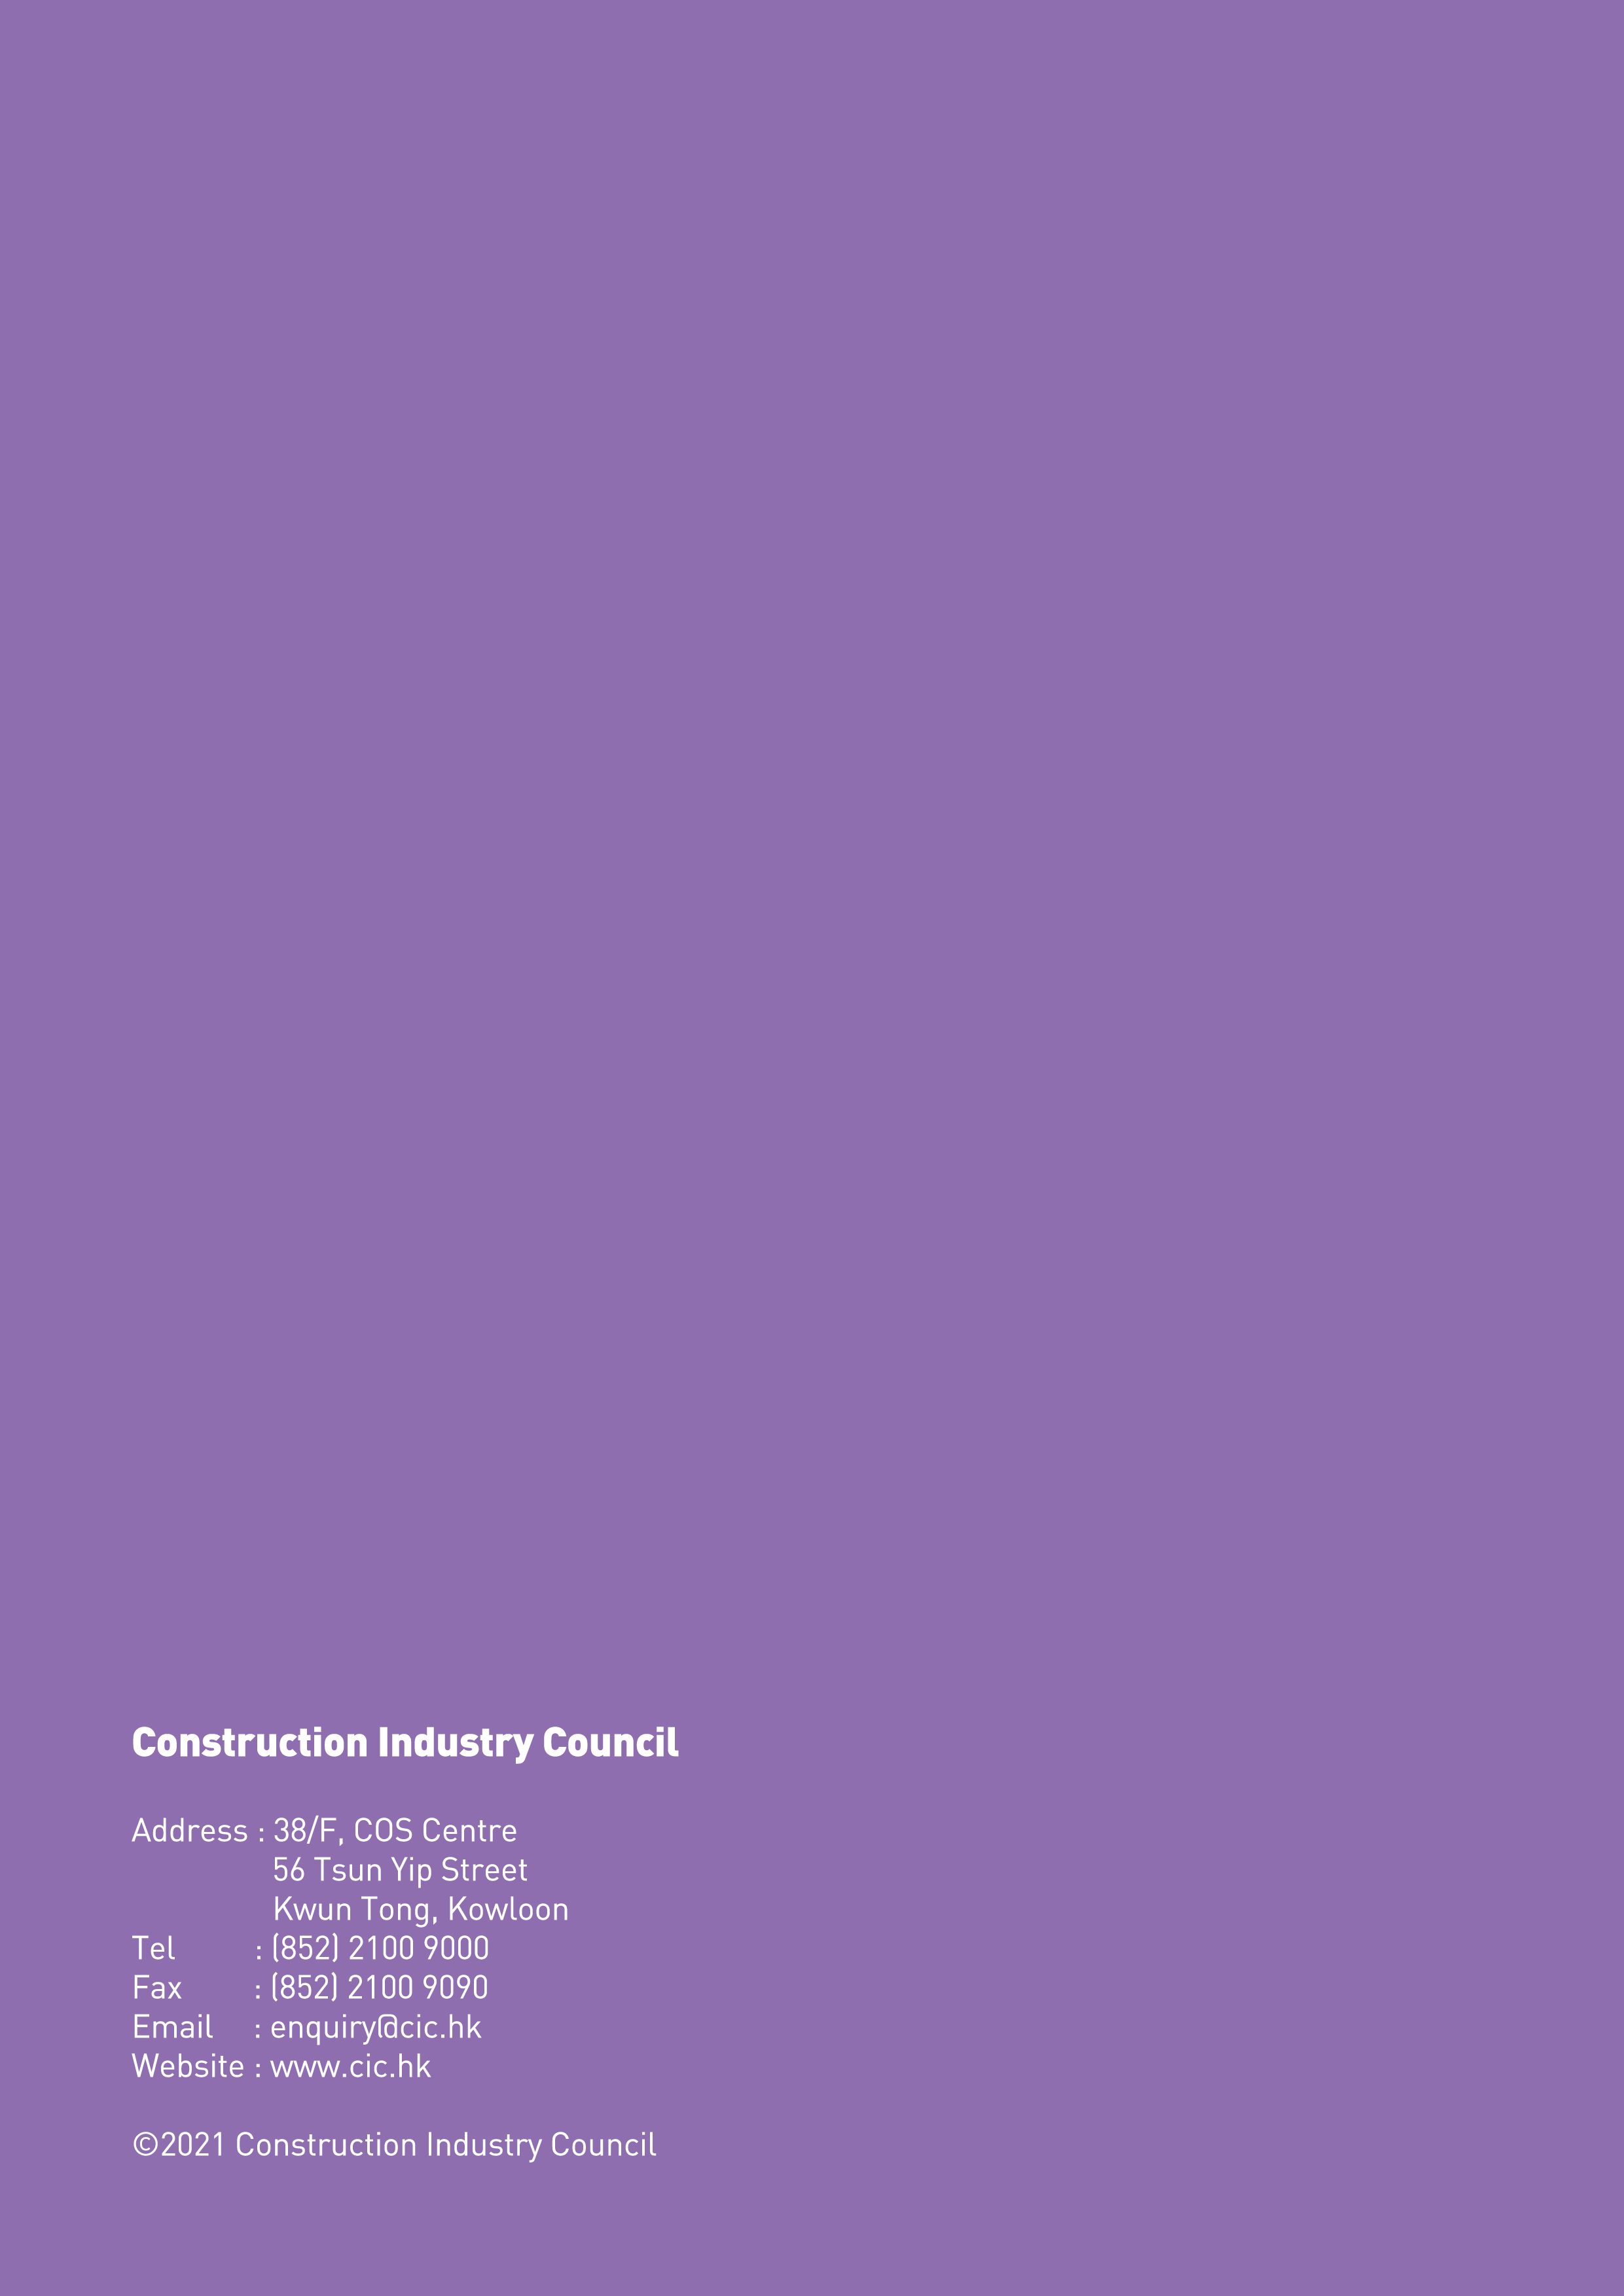 Construction Industry Council
Address : 38/F, COS Centre
56 Tsun Yip Street
Kwun Tong, Kowloon
Tel : (852) 2100 9000
Fax : (852) 2100 9090
Email : enquiry@cic.hk
Website : www.cic.hk
©2021 Construction Industry Council